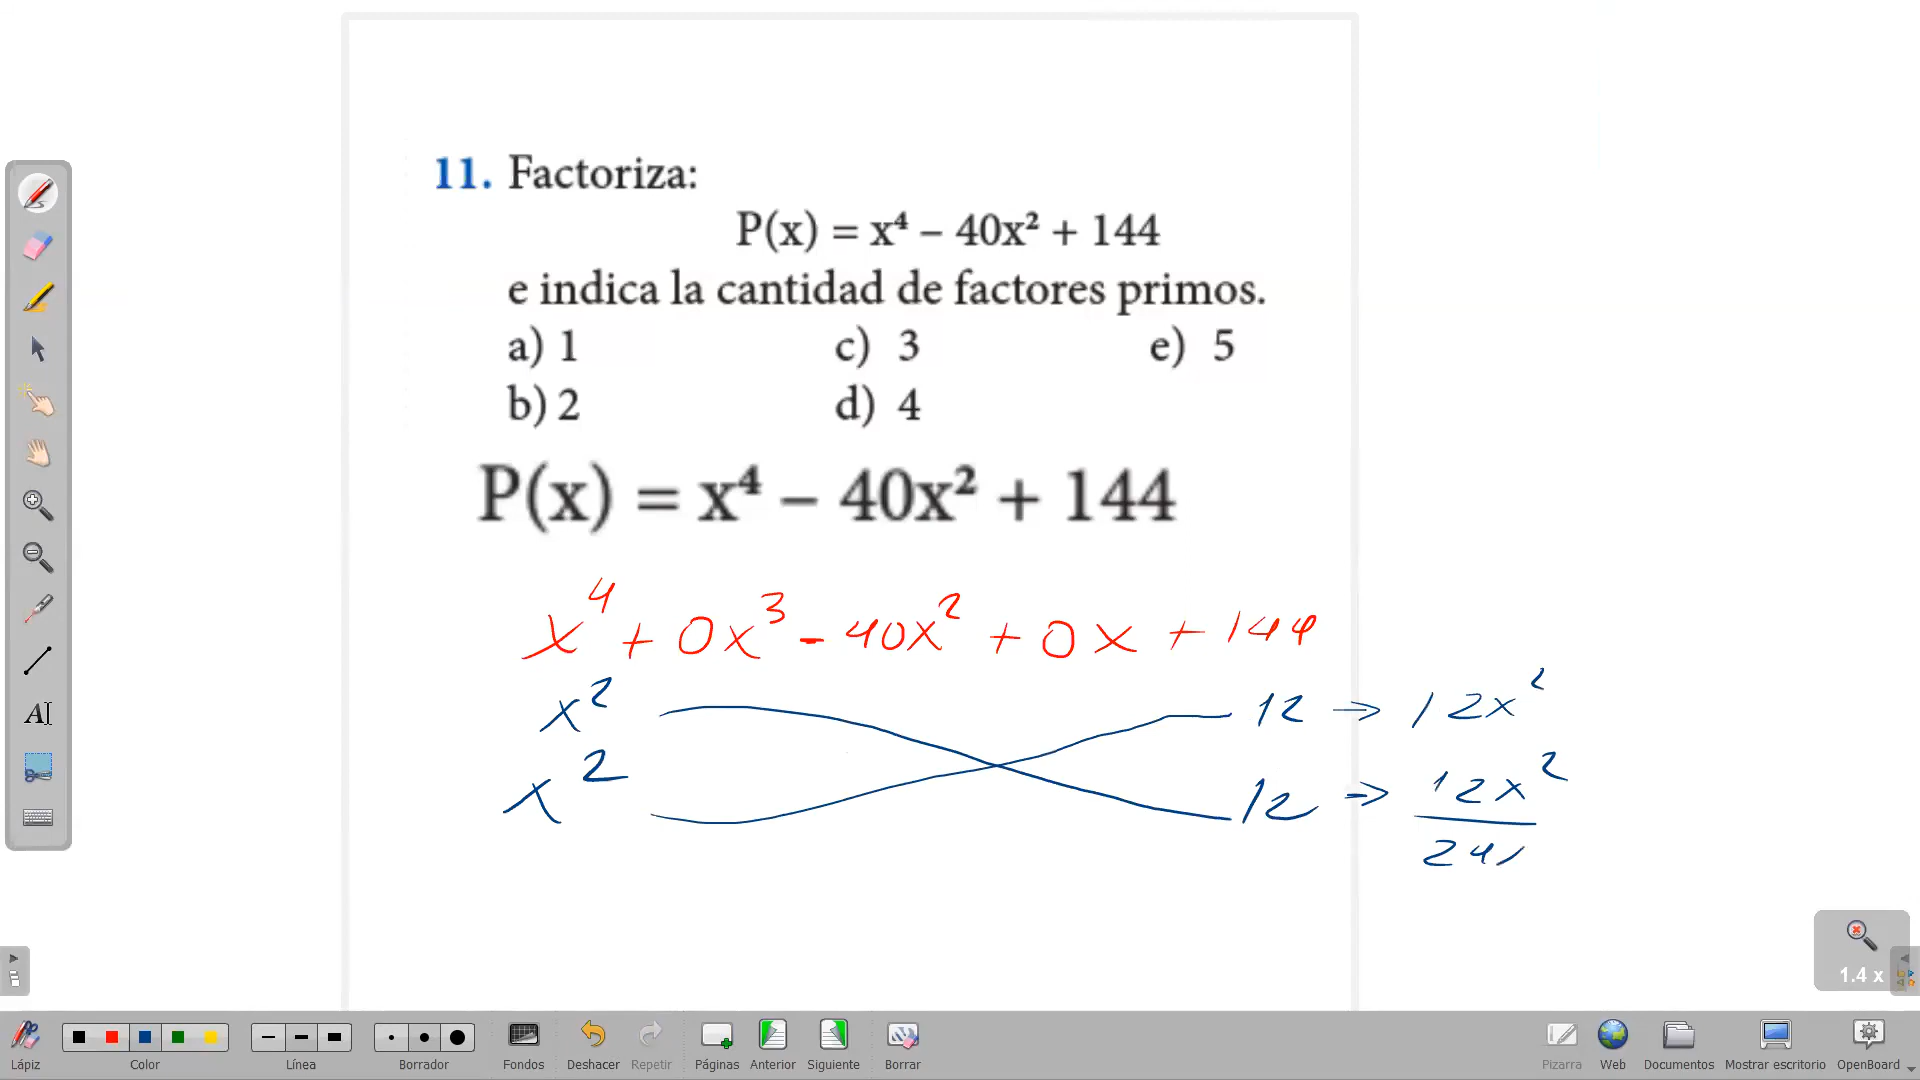 11. Factoriza:
P(x) = x⁴ – 40x² + 144
e indica la cantidad de factores primos.
a) 1 c) 3 e) 5
b) 2 d) 4
P(x) = x⁴ – 40x² + 144
x⁴ + 0x³ - 40x² + 0x + 144
x² 12 → 12x²
x² 12 → 12x²
24
1.4 x
Lápiz Color Línea Borrador Fondos Deshacer Repetir Páginas Anterior Siguiente Borrar Pizarra Web Documentos Mostrar escritorio OpenBoard